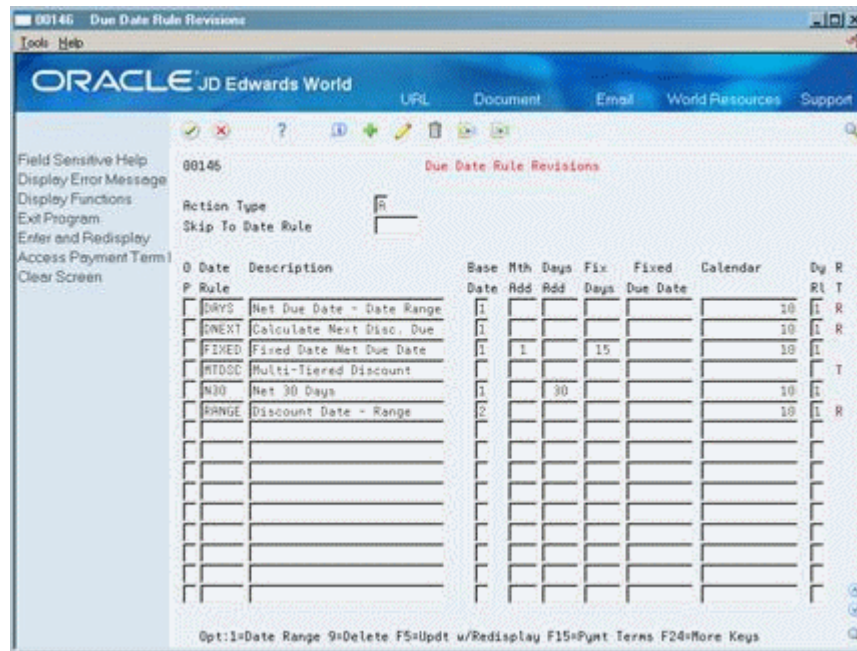 00146 Due Date Rule Revisions
Tools Help
ORACLE JD Edwards World
URL Document Email World Resources Support
Field Sensitive Help
Display Error Message
Display Functions
Exit Program
Enter and Redisplay
Access Payment Term
Clear Screen
00146 Due Date Rule Revisions
Action Type
Skip To Date Rule
O Date Description Base Mth Days Fix Fixed Calendar Dy R
P Rule Date Add Add Days Due Date Rl T
DAYS Net Due Date - Date Range 1 10 1 R
DNEXT Calculate Next Disc. Due 1 10 1 R
FIXED Fixed Date Net Due Date 1 1 15 10 1
MTDSC Multi-Tiered Discount T
N30 Net 30 Days 1 30 10 1
RANGE Discount Date - Range 2 10 1 R
Opt:1=Date Range 9=Delete F5=Updt w/Redisplay F15=Pymt Terms F24=More Keys